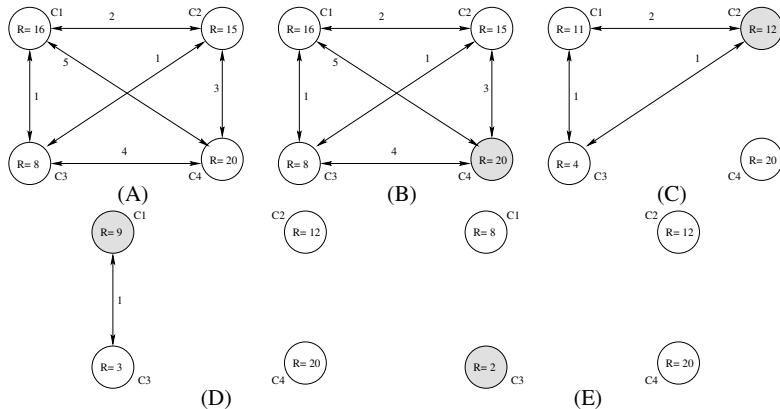 C1 2 C2 C1 2 C2 C1 2 C2
R= 16 R= 15 R= 16 R= 15 R= 11 R= 12
5 1 5 1 1
1 3 1 3 1
R= 8 4 R= 20 R= 8 4 R= 20 R= 4 R= 20
C3 C4 C3 C4 C3 C4
(A) (B) (C)
C1 C2 C1 C2
R= 9 R= 12 R= 8 R= 12
1
R= 3 R= 20 R= 2 R= 20
C3 C4 C3 C4
(D) (E)